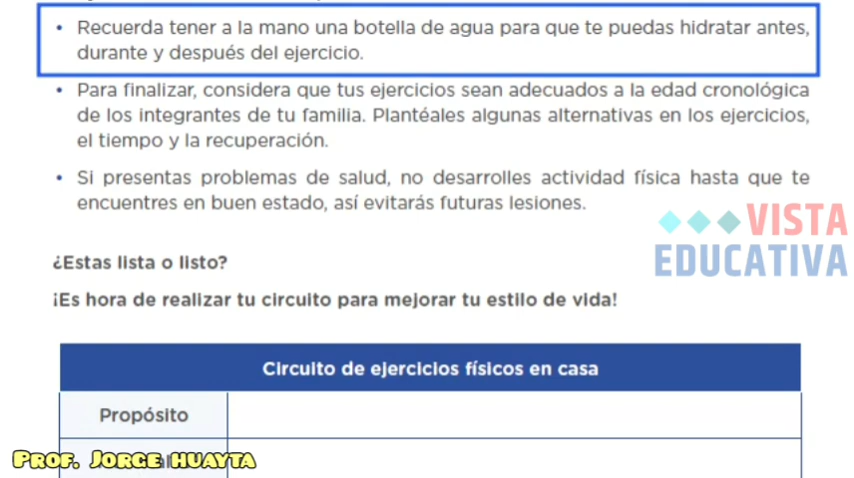 • Recuerda tener a la mano una botella de agua para que te puedas hidratar antes,
durante y después del ejercicio.
• Para finalizar, considera que tus ejercicios sean adecuados a la edad cronológica
de los integrantes de tu familia. Plantéales algunas alternativas en los ejercicios,
el tiempo y la recuperación.
• Si presentas problemas de salud, no desarrolles actividad física hasta que te
encuentres en buen estado, así evitarás futuras lesiones.
VISTA
EDUCATIVA
¿Estas lista o listo?
¡Es hora de realizar tu circuito para mejorar tu estilo de vida!
Circuito de ejercicios físicos en casa
Propósito
Prof. Jorge huayta